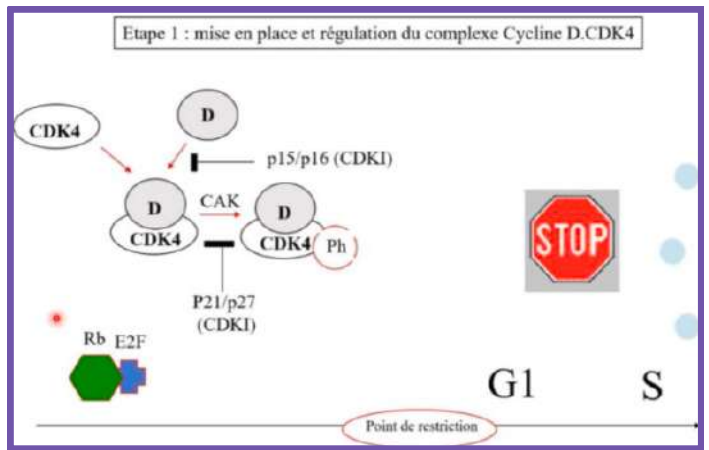 Etape 1 : mise en place et régulation du complexe Cycline D.CDK4
D
CDK4
p15/p16 (CDKI)
D
CAK
D
CDK4
CDK4
Ph
STOP
P21/p27
(CDKI)
Rb E2F
G1
S
Point de restriction